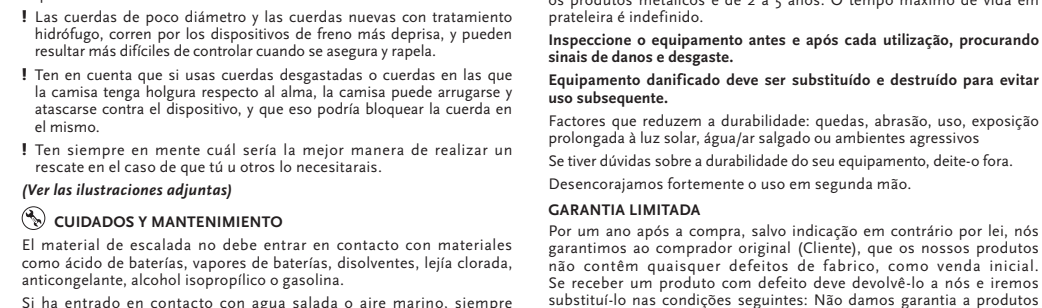 ! Las cuerdas de poco diámetro y las cuerdas nuevas con tratamiento
hidrófugo, corren por los dispositivos de freno más deprisa, y pueden
resultar más difíciles de controlar cuando se asegura y rapela.
! Ten en cuenta que si usas cuerdas desgastadas o cuerdas en las que
la camisa tenga holgura respecto al alma, la camisa puede arrugarse y
atascarse contra el dispositivo, y que eso podría bloquear la cuerda en
el mismo.
! Ten siempre en mente cuál sería la mejor manera de realizar un
rescate en el caso de que tú u otros lo necesitarais.
(Ver las ilustraciones adjuntas)
CUIDADOS Y MANTENIMIENTO
El material de escalada no debe entrar en contacto con materiales
como ácido de baterías, vapores de baterías, disolventes, lejía clorada,
anticongelante, alcohol isopropílico o gasolina.
Si ha entrado en contacto con agua salada o aire marino, siempre
os produtos metálicos é de 2 a 5 anos. O tempo máximo de vida em
prateleira é indefinido.
Inspeccione o equipamento antes e após cada utilização, procurando
sinais de danos e desgaste.
Equipamento danificado deve ser substituído e destruído para evitar
uso subsequente.
Factores que reduzem a durabilidade: quedas, abrasão, uso, exposição
prolongada à luz solar, água/ar salgado ou ambientes agressivos
Se tiver dúvidas sobre a durabilidade do seu equipamento, deite-o fora.
Desencorajamos fortemente o uso em segunda mão.
GARANTIA LIMITADA
Por um ano após a compra, salvo indicação em contrário por lei, nós
garantimos ao comprador original (Cliente), que os nossos produtos
não contêm quaisquer defeitos de fabrico, como venda inicial.
Se receber um produto com defeito deve devolvê-lo a nós e iremos
substituí-lo nas condições seguintes: Não damos garantia a produtos